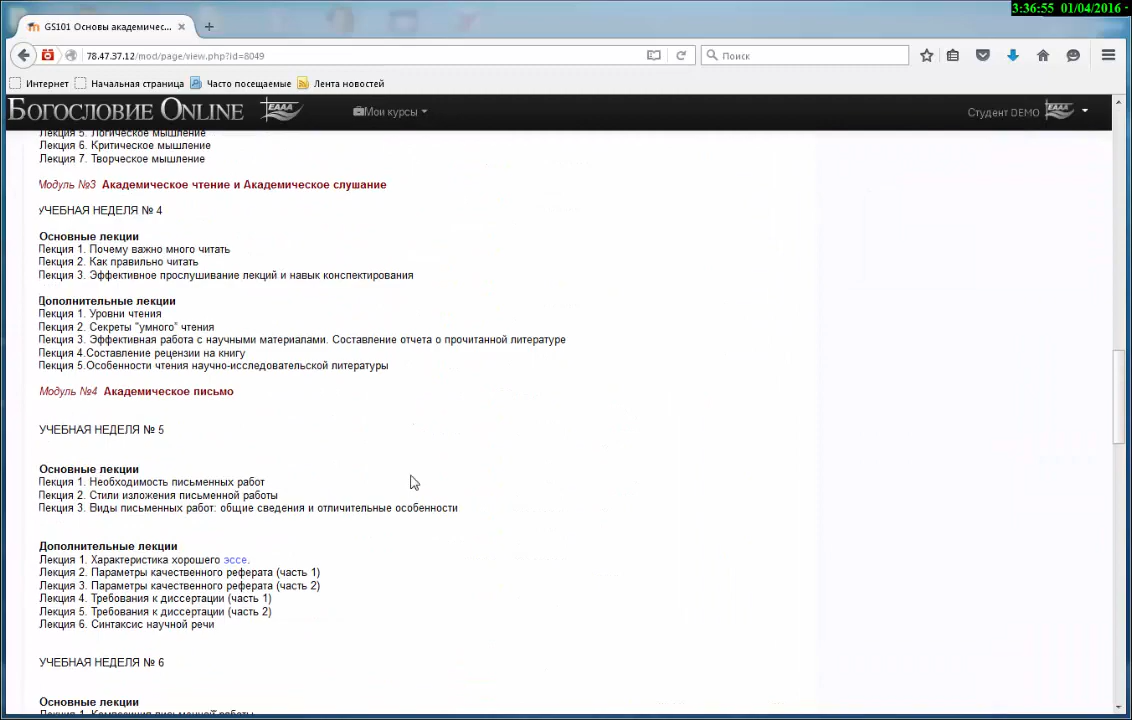 3:36:55 01/04/2016
GS101 Основы академичес...
78.47.37.12/mod/page/view.php?id=8049
Поиск
Интернет Начальная страница Часто посещаемые Лента новостей
БОГОСЛОВИЕ ONLINE ЕААА Мои курсы Студент DEMO
Лекция 5. Логическое мышление
Лекция 6. Критическое мышление
Лекция 7. Творческое мышление
Модуль №3 Академическое чтение и Академическое слушание
УЧЕБНАЯ НЕДЕЛЯ № 4
Основные лекции
Лекция 1. Почему важно много читать
Лекция 2. Как правильно читать
Лекция 3. Эффективное прослушивание лекций и навык конспектирования
Дополнительные лекции
Лекция 1. Уровни чтения
Лекция 2. Секреты "умного" чтения
Лекция 3. Эффективная работа с научными материалами. Составление отчета о прочитанной литературе
Лекция 4.Составление рецензии на книгу
Лекция 5.Особенности чтения научно-исследовательской литературы
Модуль №4 Академическое письмо
УЧЕБНАЯ НЕДЕЛЯ № 5
Основные лекции
Лекция 1. Необходимость письменных работ
Лекция 2. Стили изложения письменной работы
Лекция 3. Виды письменных работ: общие сведения и отличительные особенности
Дополнительные лекции
Лекция 1. Характеристика хорошего эссе.
Лекция 2. Параметры качественного реферата (часть 1)
Лекция 3. Параметры качественного реферата (часть 2)
Лекция 4. Требования к диссертации (часть 1)
Лекция 5. Требования к диссертации (часть 2)
Лекция 6. Синтаксис научной речи
УЧЕБНАЯ НЕДЕЛЯ № 6
Основные лекции
Лекция 1. Композиция письменной работы